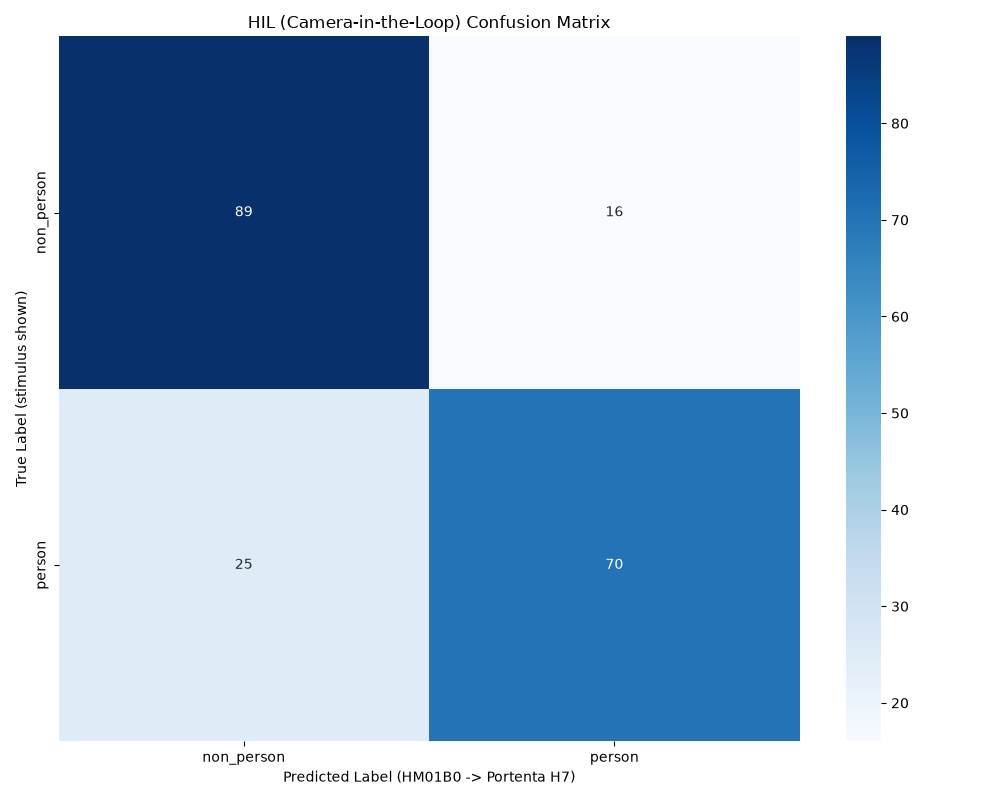 HIL (Camera-in-the-Loop) Confusion Matrix
True Label (stimulus shown)
non_person
person
89
16
25
70
non_person
person
Predicted Label (HM01B0 -> Portenta H7)
80
70
60
50
40
30
20